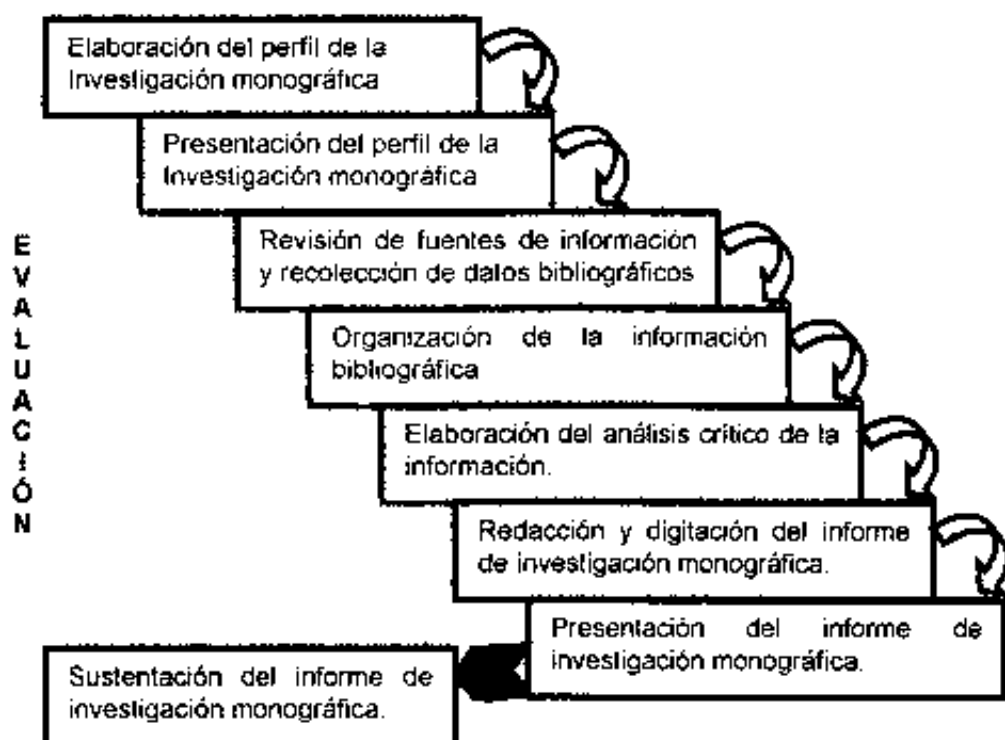 Elaboración del perfil de la
Investigación monográfica
Presentación del perfil de la
Investigación monográfica
Revisión de fuentes de información
y recolección de datos bibliográficos
Organización de la información
bibliográfica
Elaboración del análisis crítico de la
información.
Redacción y digitación del informe
de investigación monográfica.
Presentación del informe de
investigación monográfica.
Sustentación del informe de
investigación monográfica.
EVALUACIÓN